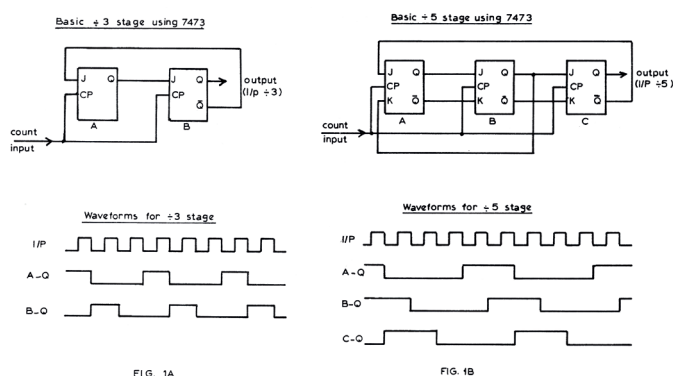 Basic ÷3 stage using 7473
J Q
CP
A
J Q
CP
Q̅
B
output
(I/p ÷3)
count
input
Basic ÷5 stage using 7473
J Q
CP
K Q̅
A
J Q
CP
K Q̅
B
J Q
CP
K Q̅
C
output
(I/P ÷5)
count
input
Waveforms for ÷3 stage
I/P
A-Q
B-Q
FIG. 1A
Waveforms for ÷5 stage
I/P
A-Q
B-Q
C-Q
FIG. 1B